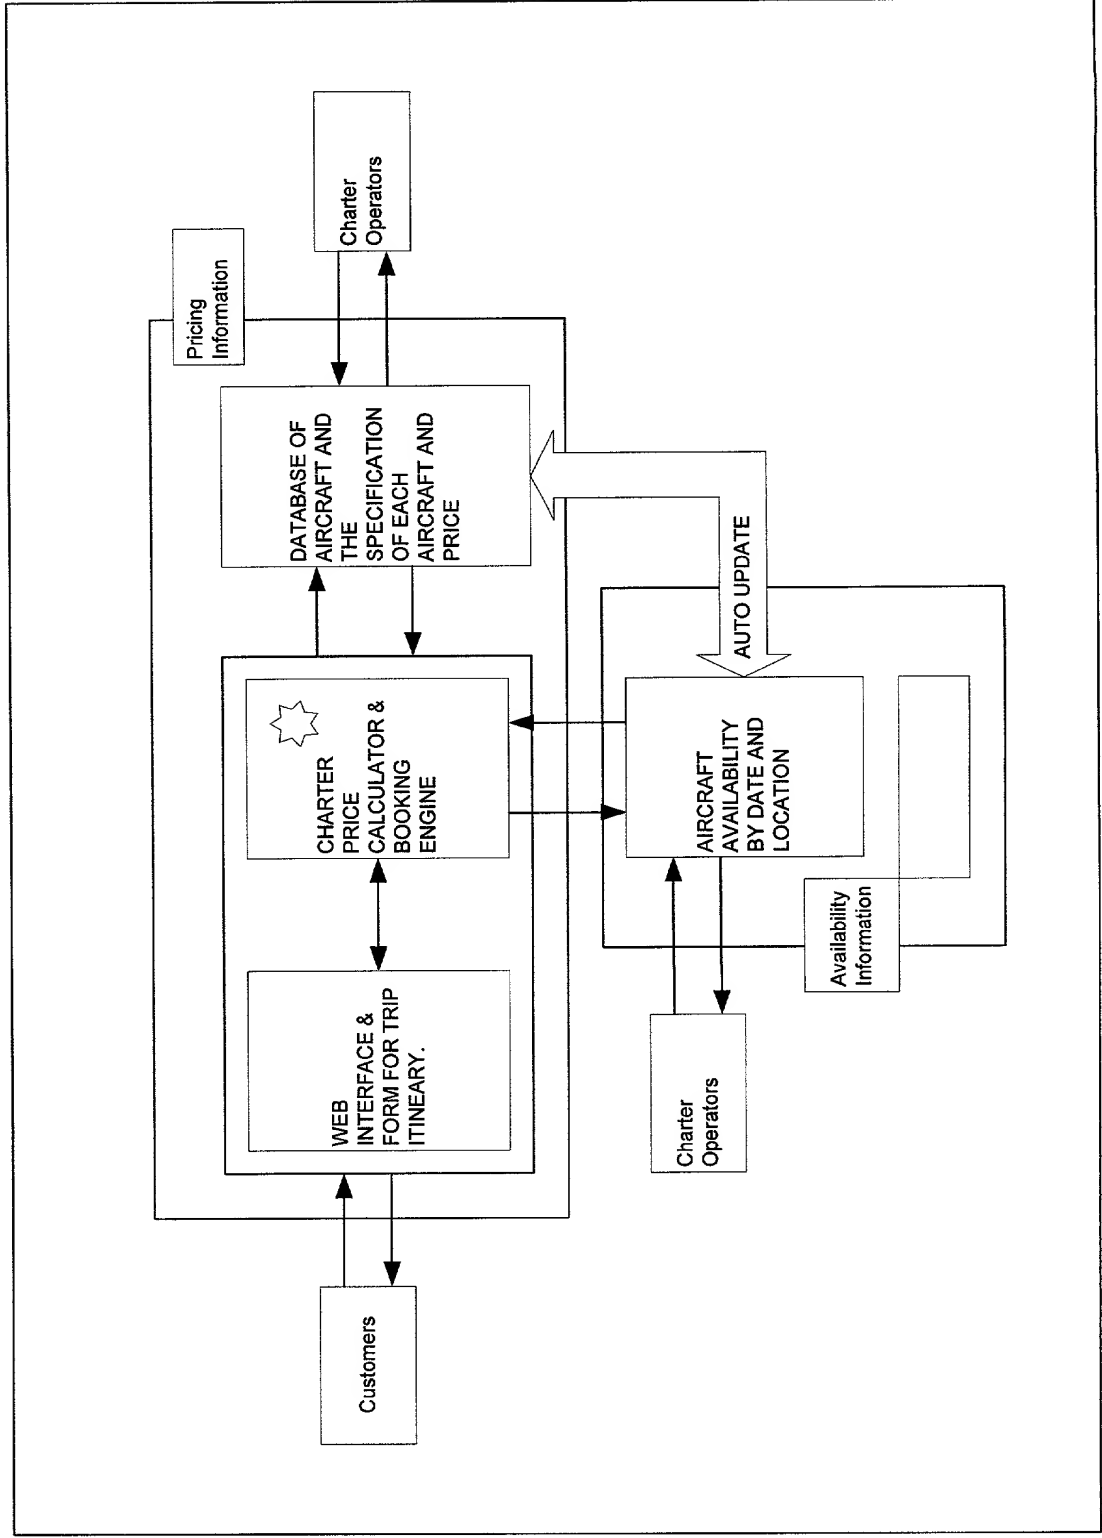 Customers
WEB
INTERFACE &
FORM FOR TRIP
ITINEARY.
CHARTER
PRICE
CALCULATOR &
BOOKING
ENGINE
DATABASE OF
AIRCRAFT AND
THE
SPECIFICATION
OF EACH
AIRCRAFT AND
PRICE
Pricing
Information
Charter
Operators
Charter
Operators
AIRCRAFT
AVAILABILITY
BY DATE AND
LOCATION
AUTO UPDATE
Availability
Information